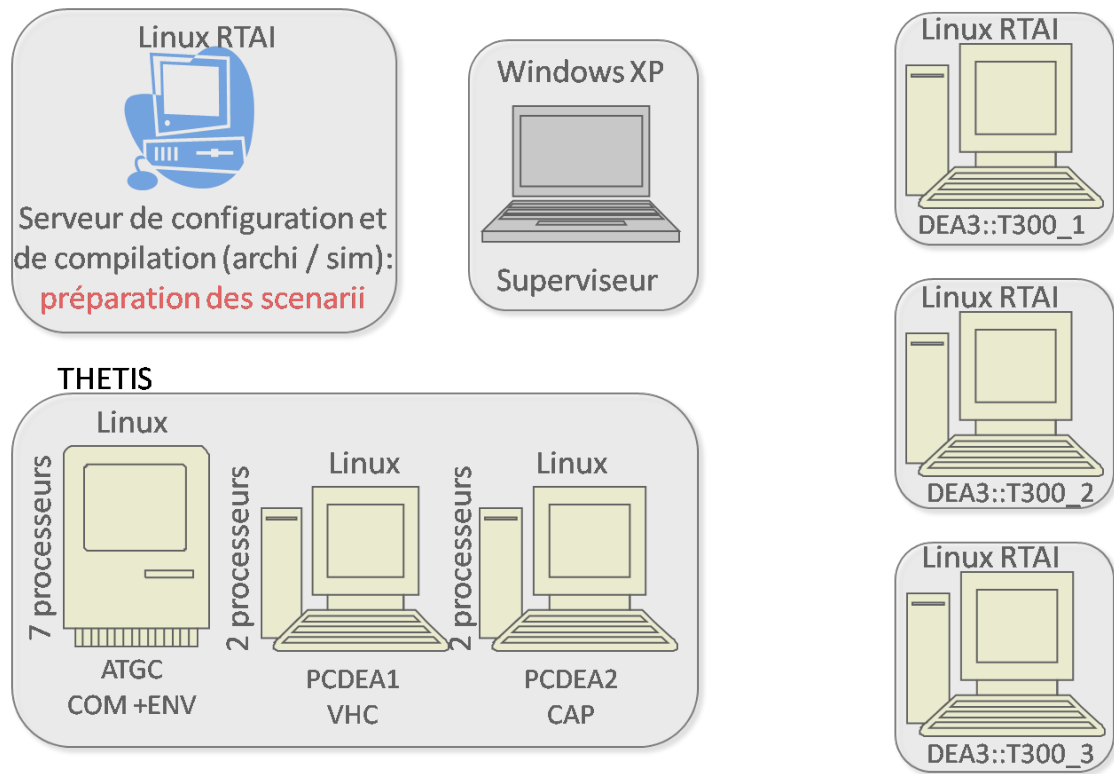 Linux RTAI
Serveur de configuration et
de compilation (archi / sim):
préparation des scenarii
Windows XP
Superviseur
Linux RTAI
DEA3::T300_1
Linux RTAI
DEA3::T300_2
Linux RTAI
DEA3::T300_3
THETIS
Linux
7 processeurs
ATGC
COM +ENV
Linux
2 processeurs
PCDEA1
VHC
Linux
2 processeurs
PCDEA2
CAP